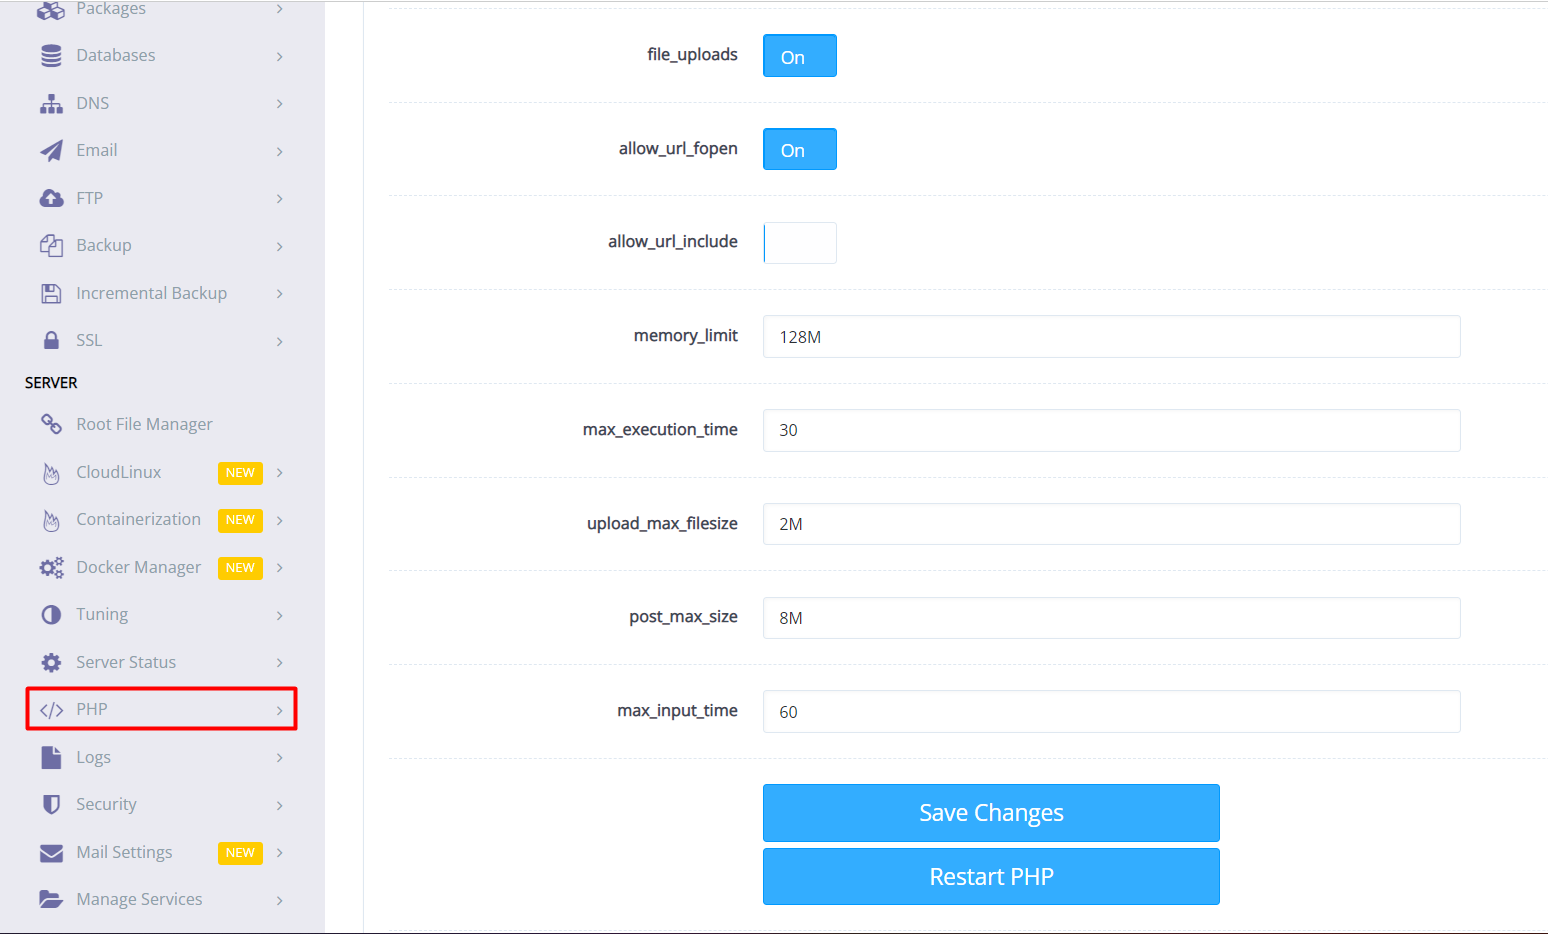 Packages
Databases
DNS
Email
FTP
Backup
Incremental Backup
SSL
SERVER
Root File Manager
CloudLinux NEW
Containerization NEW
Docker Manager NEW
Tuning
Server Status
PHP
Logs
Security
Mail Settings NEW
Manage Services
file_uploads On
allow_url_fopen On
allow_url_include
memory_limit 128M
max_execution_time 30
upload_max_filesize 2M
post_max_size 8M
max_input_time 60
Save Changes
Restart PHP